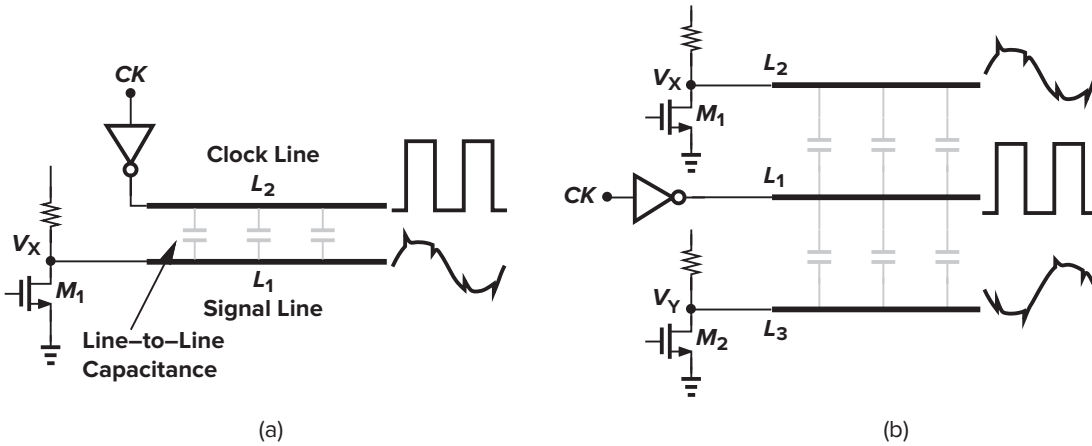 CK
Clock Line
L2
VX
M1
L1
Signal Line
Line–to–Line
Capacitance
(a)
VX
L2
M1
CK
L1
VY
L3
M2
(b)